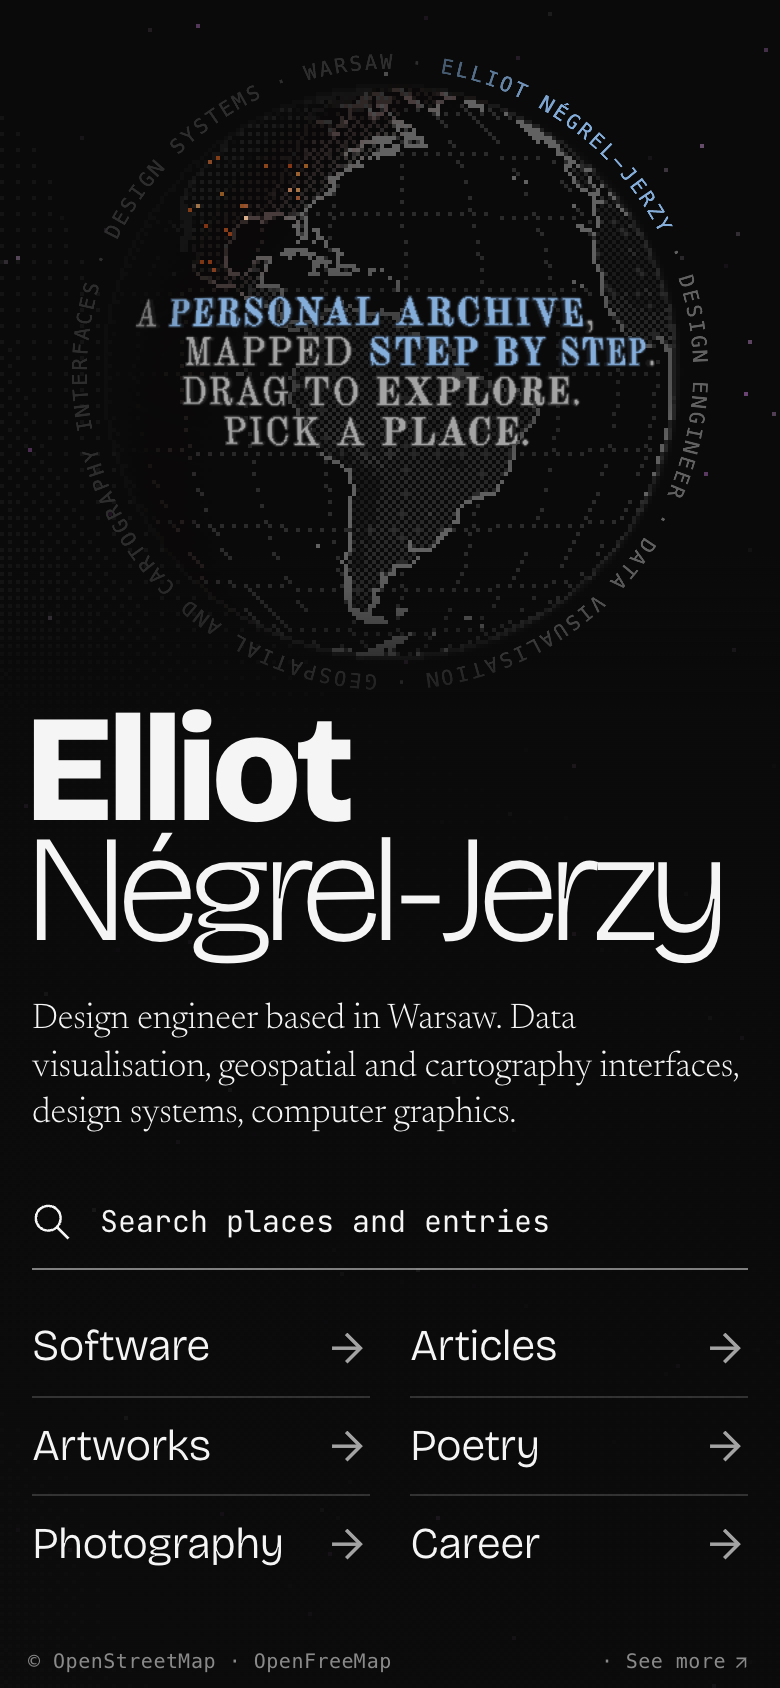 ELLIOT NÉGREL-JERZY · DESIGN ENGINEER · DATA VISUALISATION · GEOSPATIAL AND CARTOGRAPHY INTERFACES · DESIGN SYSTEMS · WARSAW ·
A PERSONAL ARCHIVE,
MAPPED STEP BY STEP.
DRAG TO EXPLORE.
PICK A PLACE.
Elliot
Négrel-Jerzy
Design engineer based in Warsaw. Data
visualisation, geospatial and cartography interfaces,
design systems, computer graphics.
Search places and entries
Software → Articles →
Artworks → Poetry →
Photography → Career →
© OpenStreetMap · OpenFreeMap · See more ↗